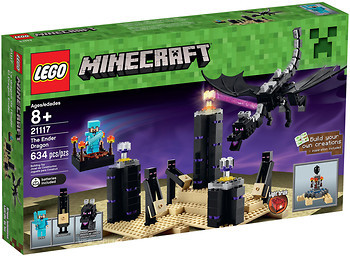 LEGO
MINECRAFT
Ages/edades
8+
21117
The Ender
Dragon
634 pcs/pzs
Build your
own creations